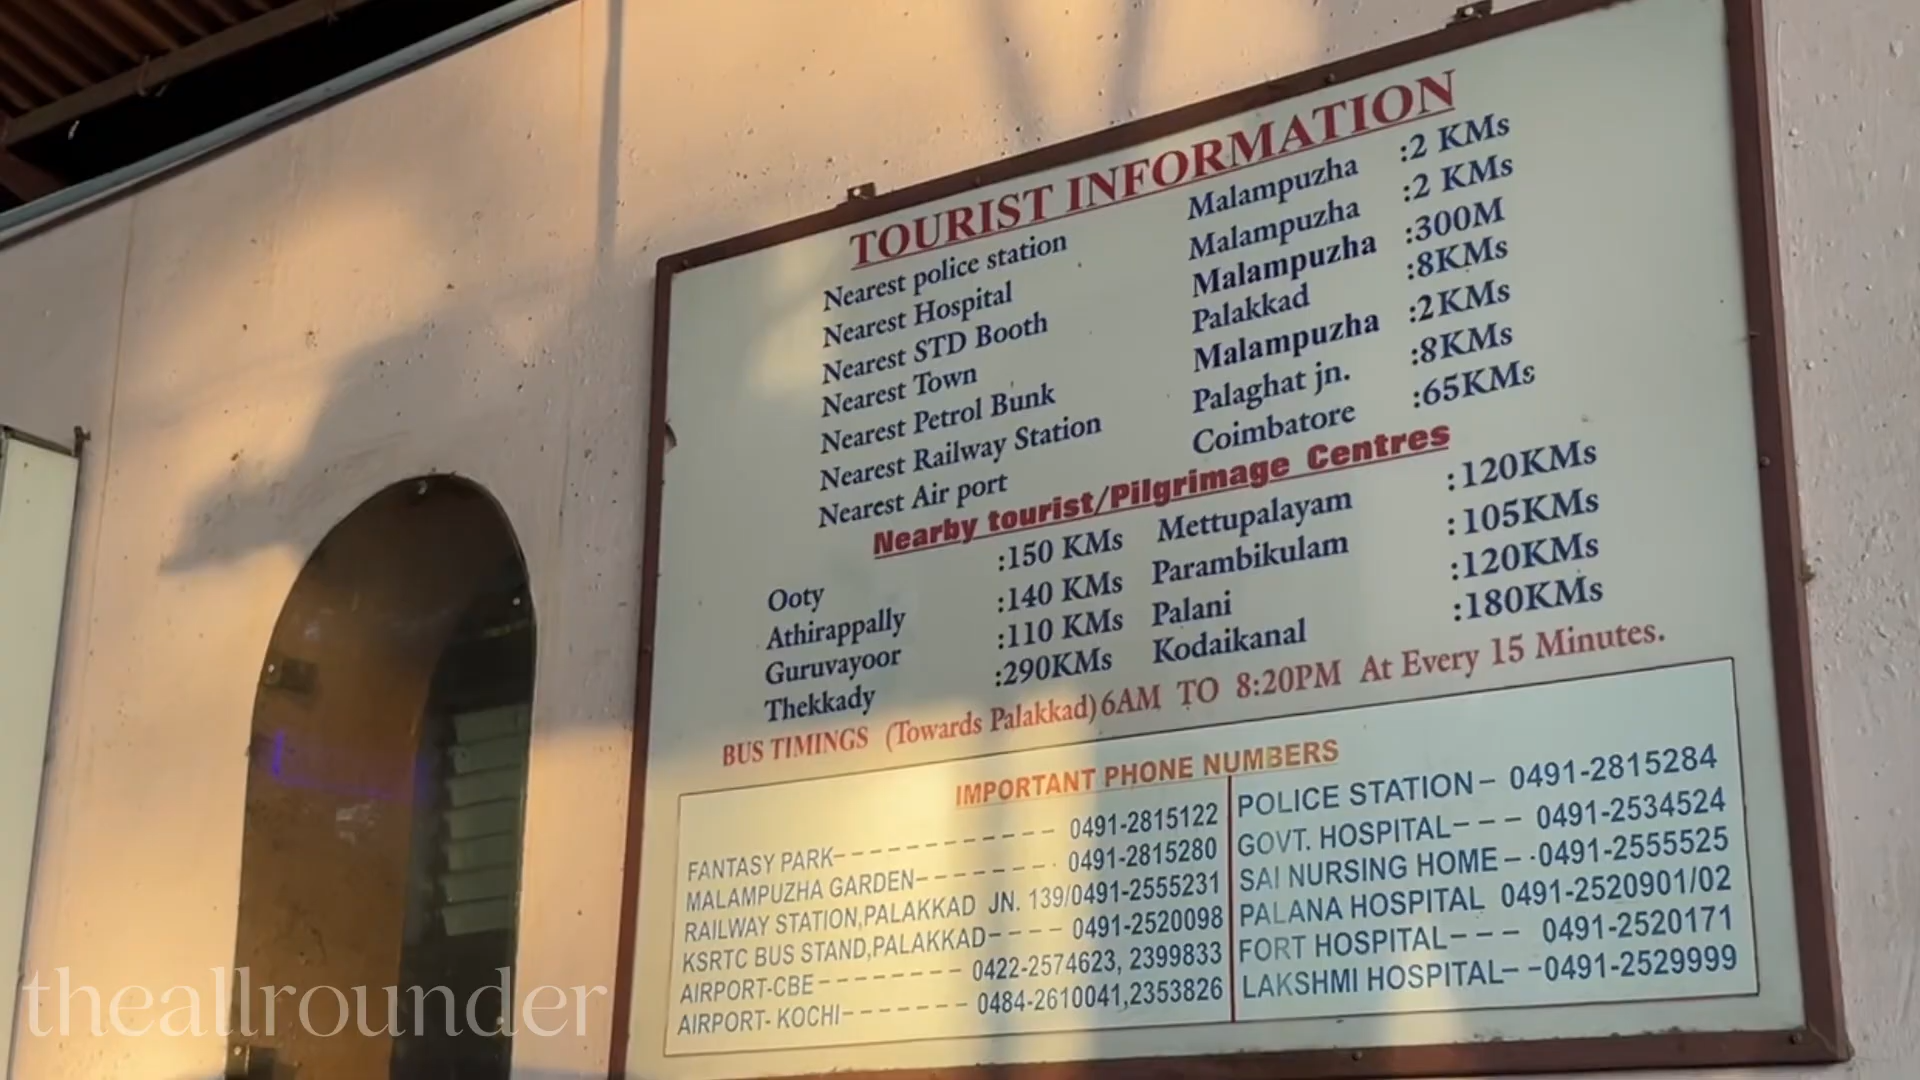 TOURIST INFORMATION
Nearest police station Malampuzha :2 KMs
Nearest Hospital Malampuzha :2 KMs
Nearest STD Booth Malampuzha :300M
Nearest Town Palakkad :8KMs
Nearest Petrol Bunk Malampuzha :2KMs
Nearest Railway Station Palaghat jn. :8KMs
Nearest Air port Coimbatore :65KMs
Nearby tourist/Pilgrimage Centres
Ooty :150 KMs Mettupalayam :120KMs
Athirappally :140 KMs Parambikulam :105KMs
Guruvayoor :110 KMs Palani :120KMs
Thekkady :290KMs Kodaikanal :180KMs
BUS TIMINGS (Towards Palakkad) 6AM TO 8:20PM At Every 15 Minutes.
IMPORTANT PHONE NUMBERS
FANTASY PARK----------- 0491-2815122
MALAMPUZHA GARDEN------- 0491-2815280
RAILWAY STATION,PALAKKAD JN. 139/0491-2555231
KSRTC BUS STAND,PALAKKAD---- 0491-2520098
AIRPORT-CBE------- 0422-2574623, 2399833
AIRPORT- KOCHI------- 0484-2610041,2353826
POLICE STATION- 0491-2815284
GOVT. HOSPITAL--- 0491-2534524
SAI NURSING HOME--0491-2555525
PALANA HOSPITAL 0491-2520901/02
FORT HOSPITAL--- 0491-2520171
LAKSHMI HOSPITAL--0491-2529999
theallrounder